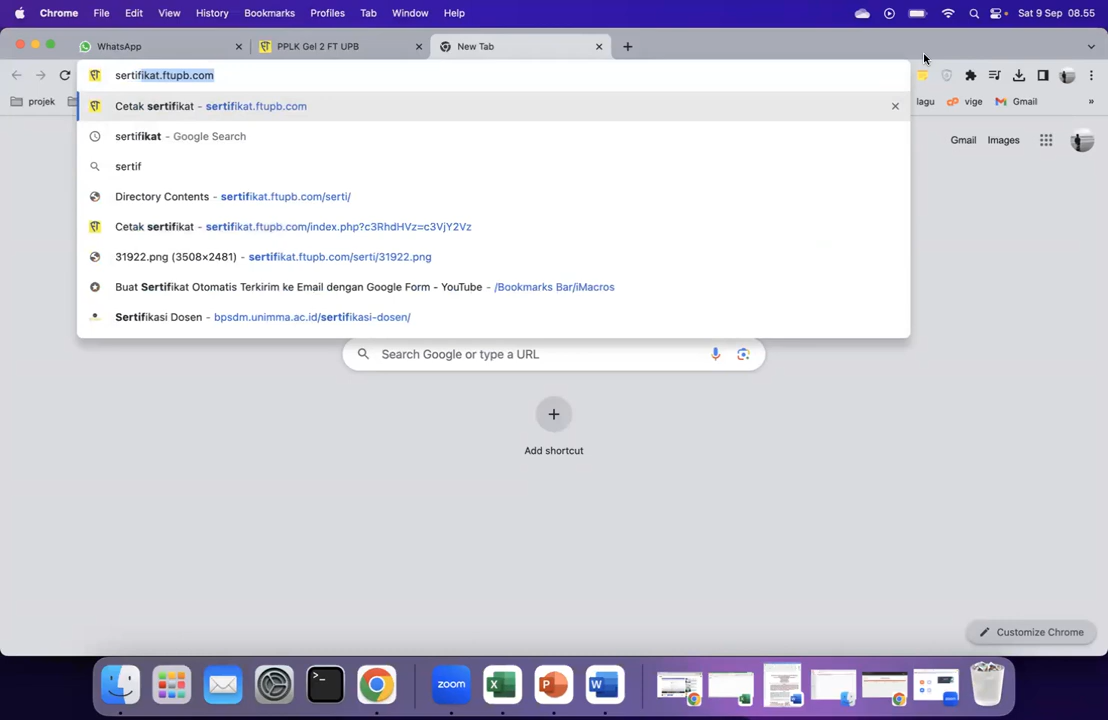 Chrome File Edit View History Bookmarks Profiles Tab Window Help Sat 9 Sep 08.55
WhatsApp PPLK Gel 2 FT UPB New Tab
sertifikat.ftupb.com
projek lagu vige Gmail »
Cetak sertifikat - sertifikat.ftupb.com
sertifikat - Google Search
sertif
Directory Contents - sertifikat.ftupb.com/serti/
Cetak sertifikat - sertifikat.ftupb.com/index.php?c3RhdHVz=c3VjY2Vz
31922.png (3508×2481) - sertifikat.ftupb.com/serti/31922.png
Buat Sertifikat Otomatis Terkirim ke Email dengan Google Form - YouTube - /Bookmarks Bar/iMacros
Sertifikasi Dosen - bpsdm.unimma.ac.id/sertifikasi-dosen/
Gmail Images
Search Google or type a URL
Add shortcut
Customize Chrome
zoom